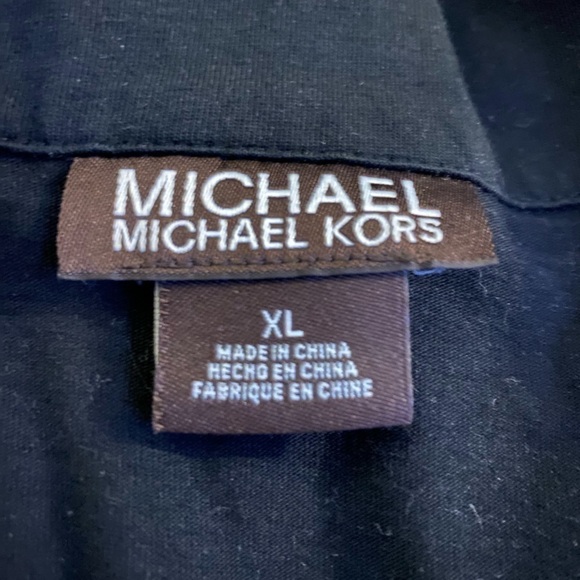 MICHAEL
MICHAEL KORS
XL
MADE IN CHINA
HECHO EN CHINA
FABRIQUE EN CHINE